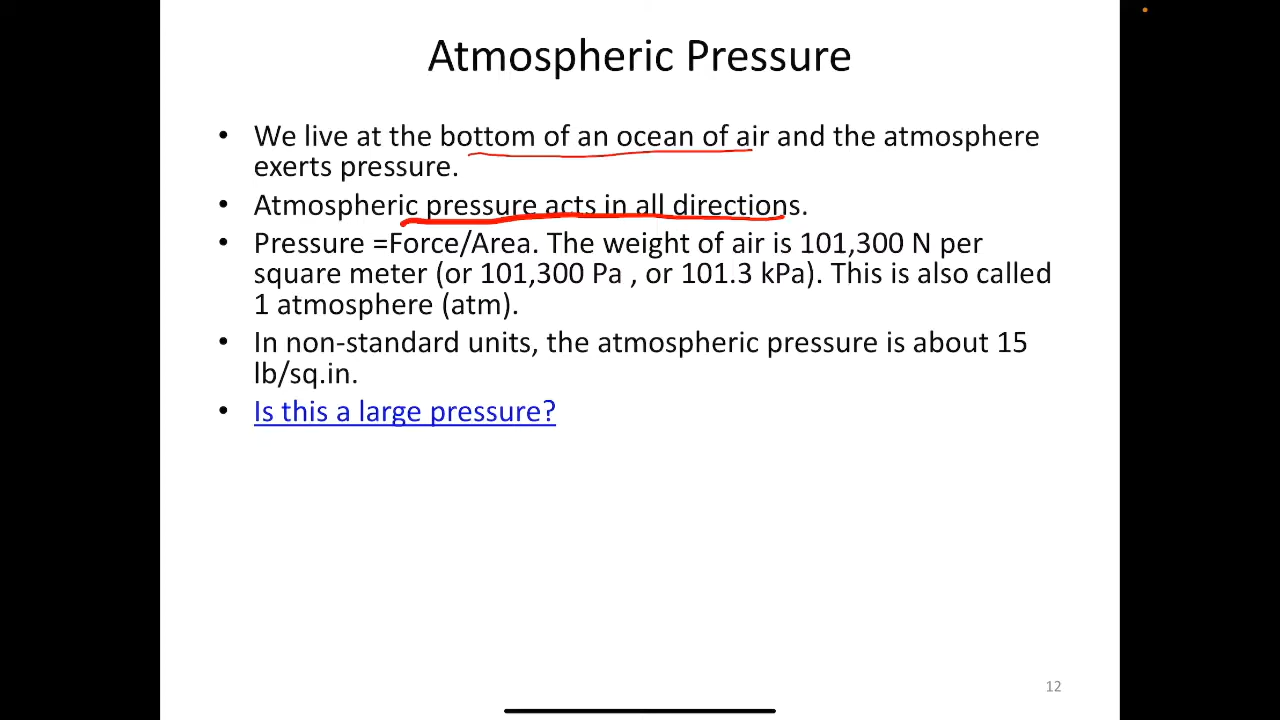 Atmospheric Pressure
• We live at the bottom of an ocean of air and the atmosphere
exerts pressure.
• Atmospheric pressure acts in all directions.
• Pressure =Force/Area. The weight of air is 101,300 N per
square meter (or 101,300 Pa , or 101.3 kPa). This is also called
1 atmosphere (atm).
• In non-standard units, the atmospheric pressure is about 15
lb/sq.in.
• Is this a large pressure?
12